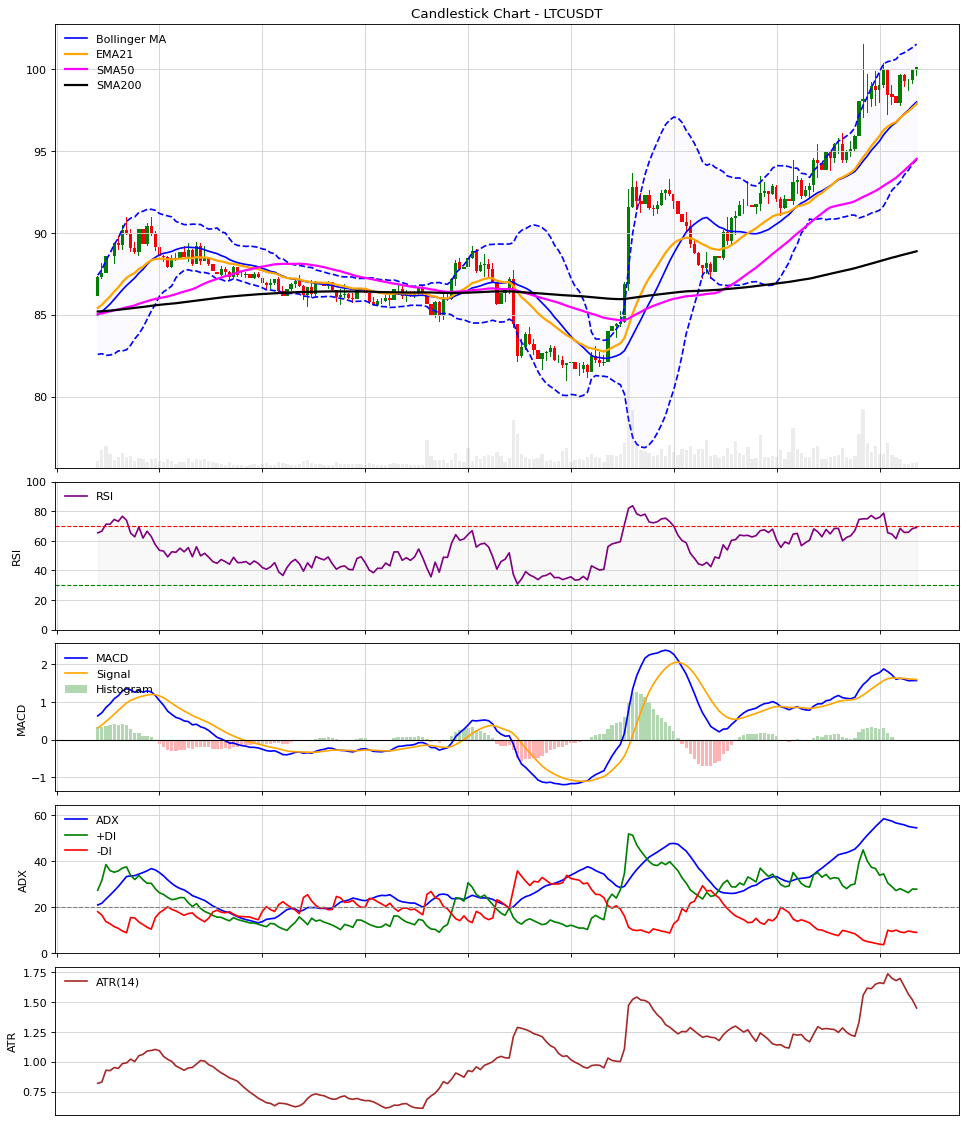 Candlestick Chart - LTCUSDT
Bollinger MA
EMA21
SMA50
SMA200
100
95
90
85
80
RSI
100
80
60
40
20
0
RSI
MACD
Signal
Histogram
2
1
0
−1
MACD
ADX
+DI
-DI
60
40
20
0
ADX
ATR(14)
1.75
1.50
1.25
1.00
0.75
ATR